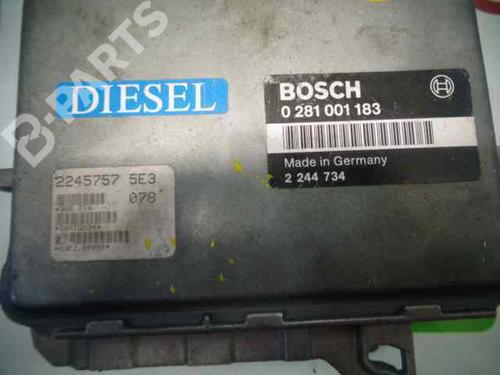 B-PARTS
DIESEL
BOSCH
0 281 001 183
Made in Germany
2 244 734
2245757 5E3
078